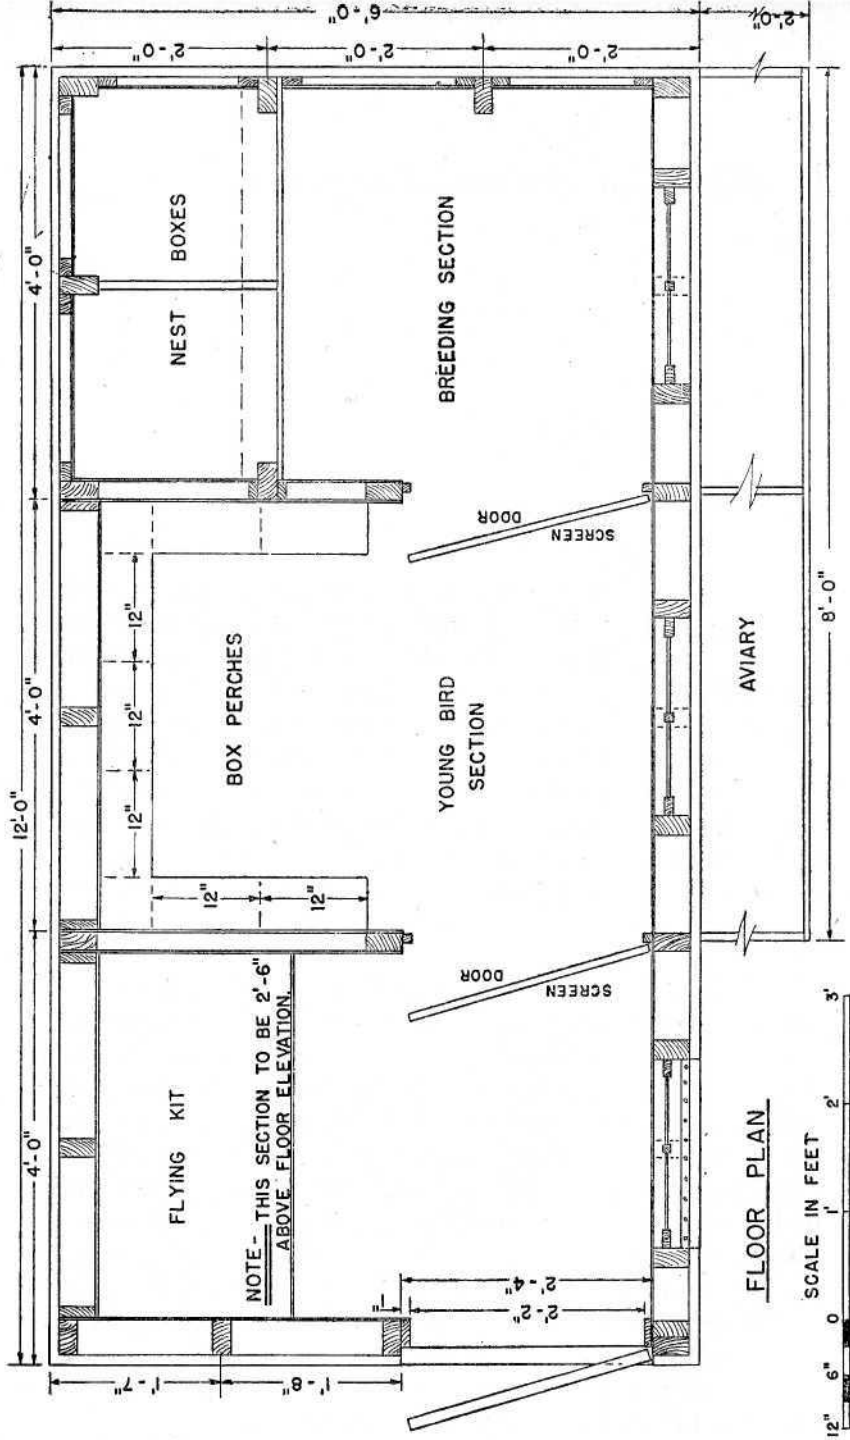 12'-0"
4'-0"
4'-0"
4'-0"
6'-0"
2'-0"
2'-0"
2'-0"
2'-0"
FLYING KIT
NOTE- THIS SECTION TO BE 2'-6"
ABOVE FLOOR ELEVATION.
BOX PERCHES
12"
12"
12"
12"
12"
NEST BOXES
YOUNG BIRD
SECTION
BREEDING SECTION
SCREEN
DOOR
SCREEN
DOOR
1'-7"
1'-8"
1"
2'-4"
2'-2"
AVIARY
8'-0"
FLOOR PLAN
SCALE IN FEET
12" 6" 0 1' 2' 3'